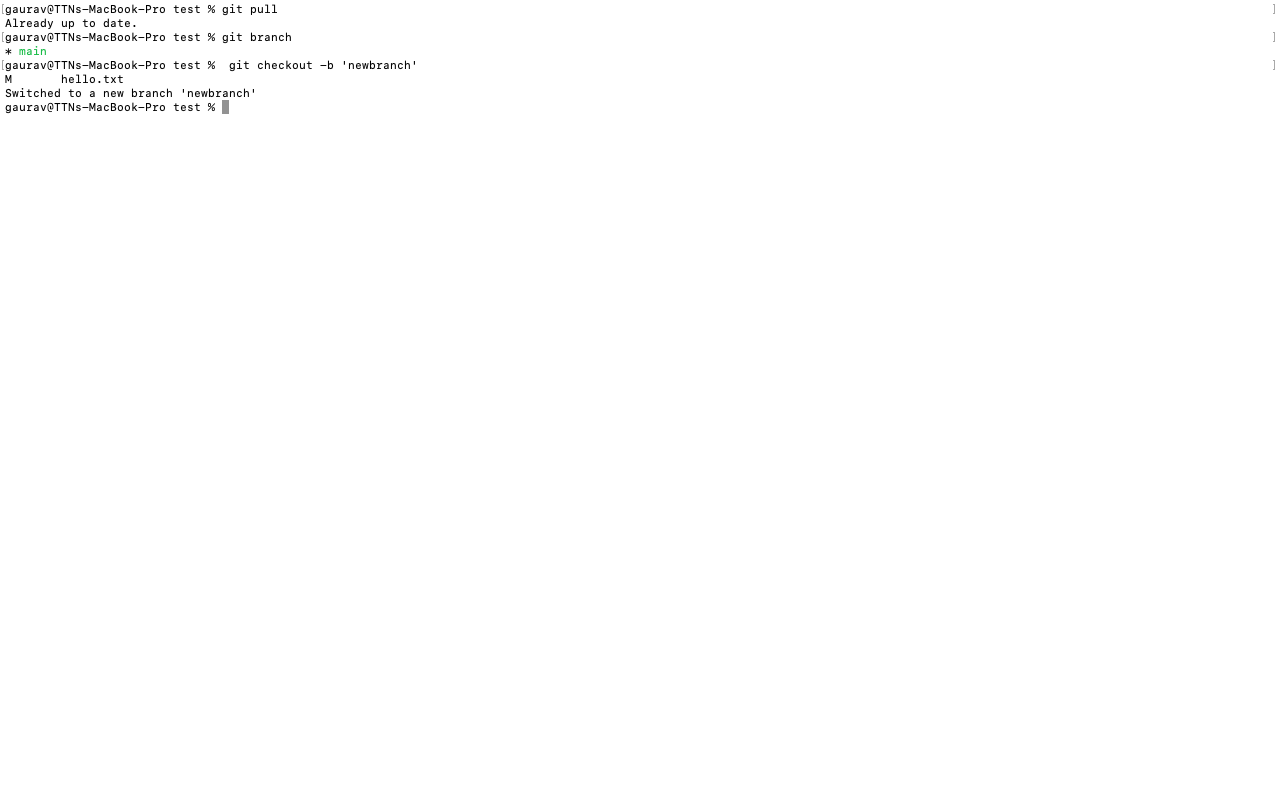 [gaurav@TTNs-MacBook-Pro test % git pull ]
Already up to date.
[gaurav@TTNs-MacBook-Pro test % git branch ]
* main
[gaurav@TTNs-MacBook-Pro test %  git checkout -b 'newbranch' ]
M       hello.txt
Switched to a new branch 'newbranch'
gaurav@TTNs-MacBook-Pro test %